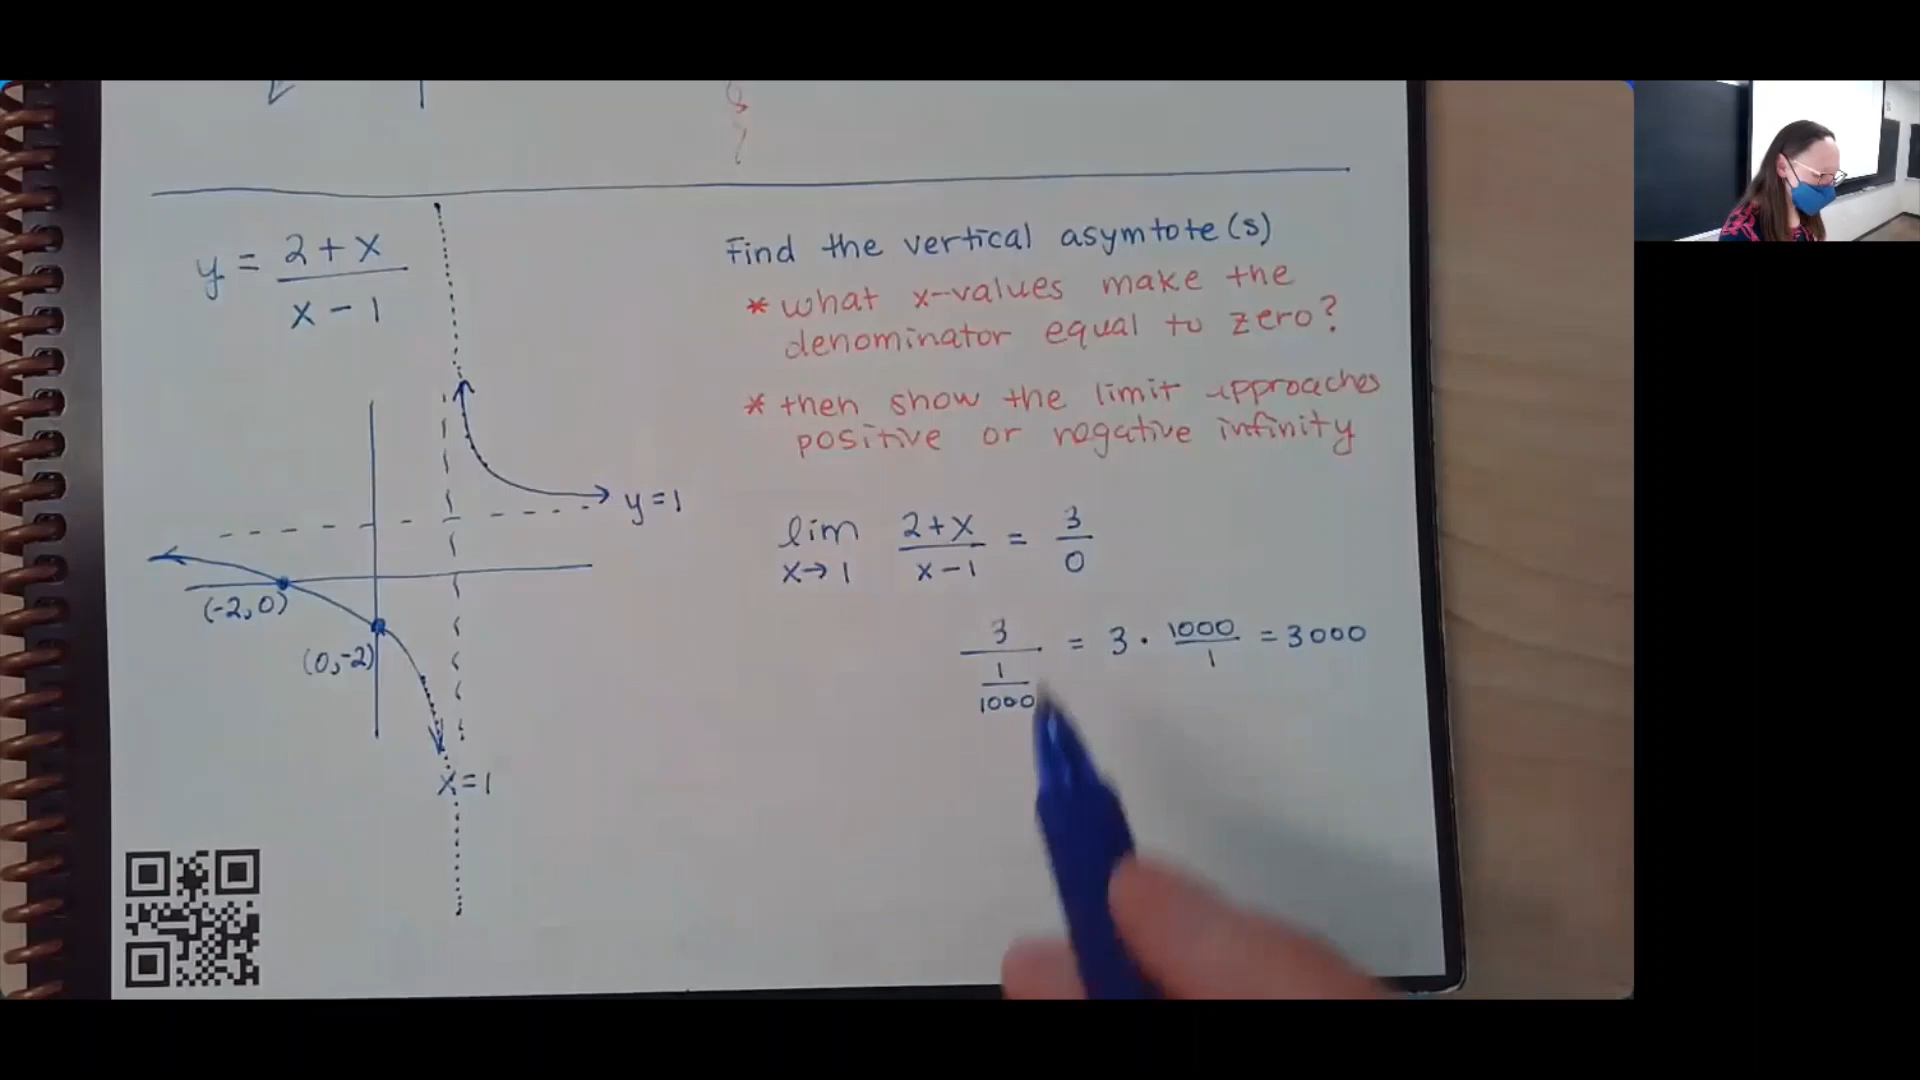 y = 2+x / x-1
Find the vertical asymtote(s)
* what x-values make the
denominator equal to zero?
* then show the limit approaches
positive or negative infinity
y=1
lim x→1 2+x / x-1 = 3/0
(-2,0)
(0,-2)
3 / 1/1000 = 3 · 1000/1 = 3000
x=1